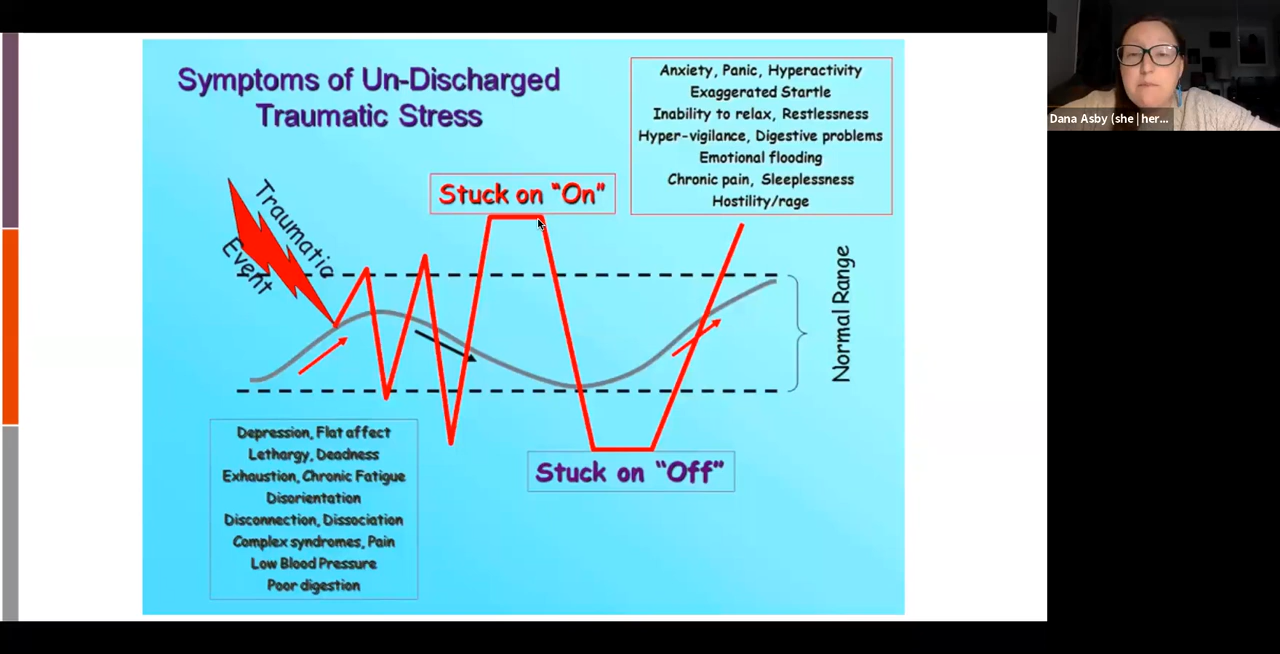 Symptoms of Un-Discharged
Traumatic Stress
Anxiety, Panic, Hyperactivity
Exaggerated Startle
Inability to relax, Restlessness
Hyper-vigilance, Digestive problems
Emotional flooding
Chronic pain, Sleeplessness
Hostility/rage
Dana Asby (she|her...
Traumatic
Event
Stuck on “On”
Normal Range
Stuck on “Off”
Depression, Flat affect
Lethargy, Deadness
Exhaustion, Chronic Fatigue
Disorientation
Disconnection, Dissociation
Complex syndromes, Pain
Low Blood Pressure
Poor digestion